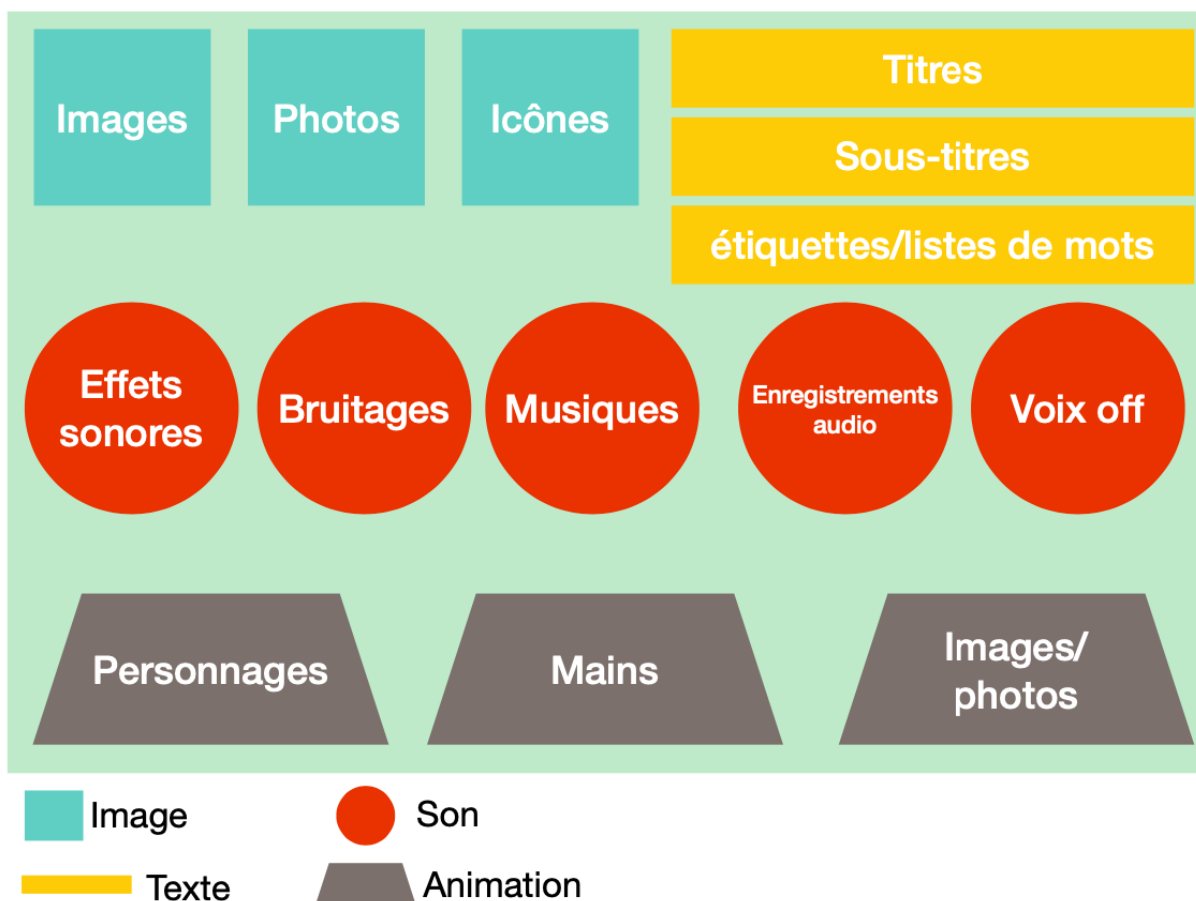 Images
Photos
Icônes
Titres
Sous-titres
étiquettes/listes de mots
Effets
sonores
Bruitages
Musiques
Enregistrements
audio
Voix off
Personnages
Mains
Images/
photos
Image
Son
Texte
Animation